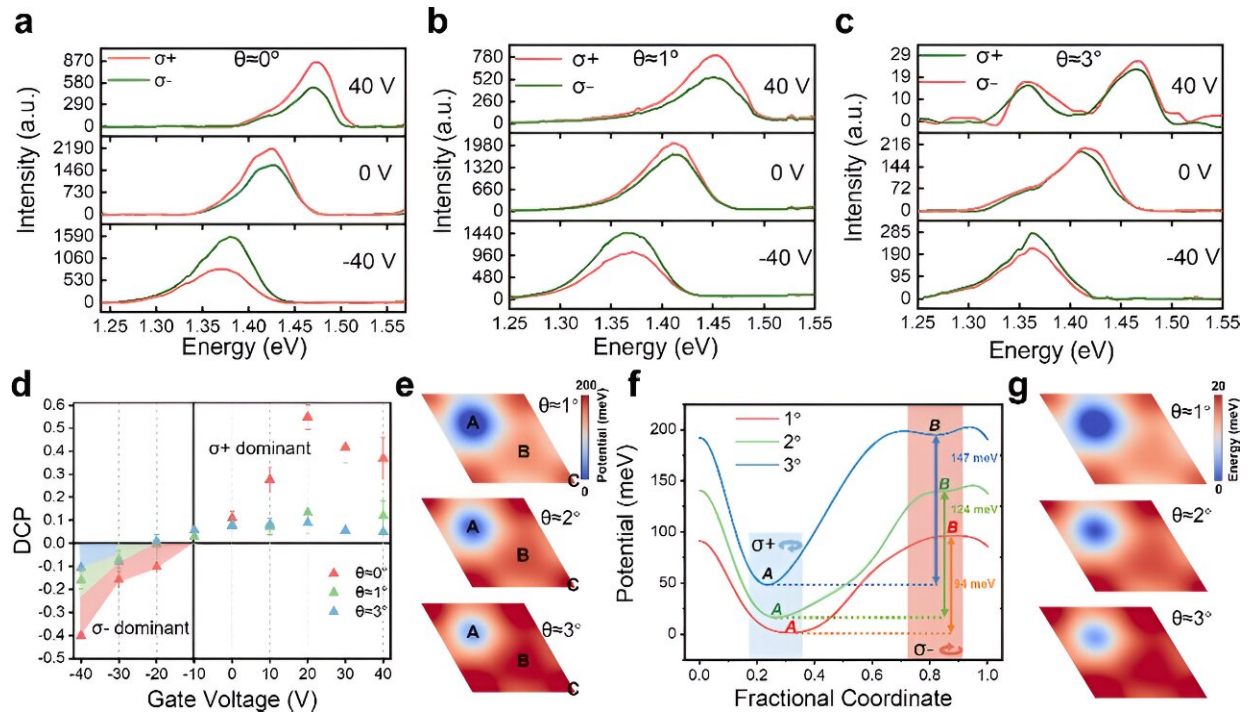 a
σ+
σ-
θ≈0°
40 V
870
580
290
0
0 V
2190
1460
730
0
-40 V
1590
1060
530
0
1.25 1.30 1.35 1.40 1.45 1.50 1.55
Energy (eV)
Intensity (a.u.)
b
σ+
σ-
θ≈1°
40 V
780
520
260
0
0 V
1980
1320
660
0
-40 V
1440
960
480
0
1.25 1.30 1.35 1.40 1.45 1.50 1.55
Energy (eV)
Intensity (a.u.)
c
σ+
σ-
θ≈3°
40 V
29
19
10
0
0 V
216
144
72
0
-40 V
285
190
95
0
1.25 1.30 1.35 1.40 1.45 1.50 1.55
Energy (eV)
Intensity (a.u.)
d
0.6
0.5
0.4
0.3
0.2
0.1
0.0
-0.1
-0.2
-0.3
-0.4
-0.5
DCP
σ+ dominant
σ- dominant
θ≈0°
θ≈1°
θ≈3°
-40 -30 -20 -10 0 10 20 30 40
Gate Voltage (V)
e
θ≈1°
A
B
C
200
Potential (meV)
0
θ≈2°
A
B
C
θ≈3°
A
B
C
f
1°
2°
3°
200
150
100
50
0
Potential (meV)
σ+
A
A
A
B
B
B
147 meV
124 meV
94 meV
σ-
0.0 0.2 0.4 0.6 0.8 1.0
Fractional Coordinate
g
θ≈1°
20
Energy (meV)
0
θ≈2°
θ≈3°